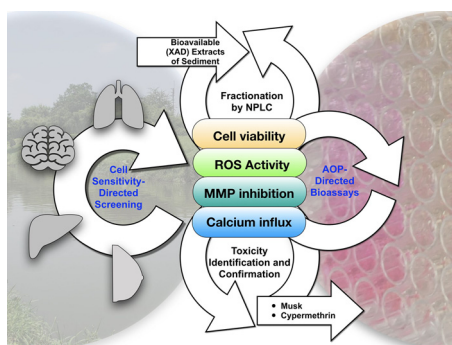 Bioavailable
(XAD) Extracts
of Sediment
Fractionation
by NPLC
Cell viability
ROS Activity
MMP inhibition
Calcium influx
Cell
Sensitivity-
Directed
Screening
AOP-
Directed
Bioassays
Toxicity
Identification and
Confirmation
• Musk
• Cypermethrin